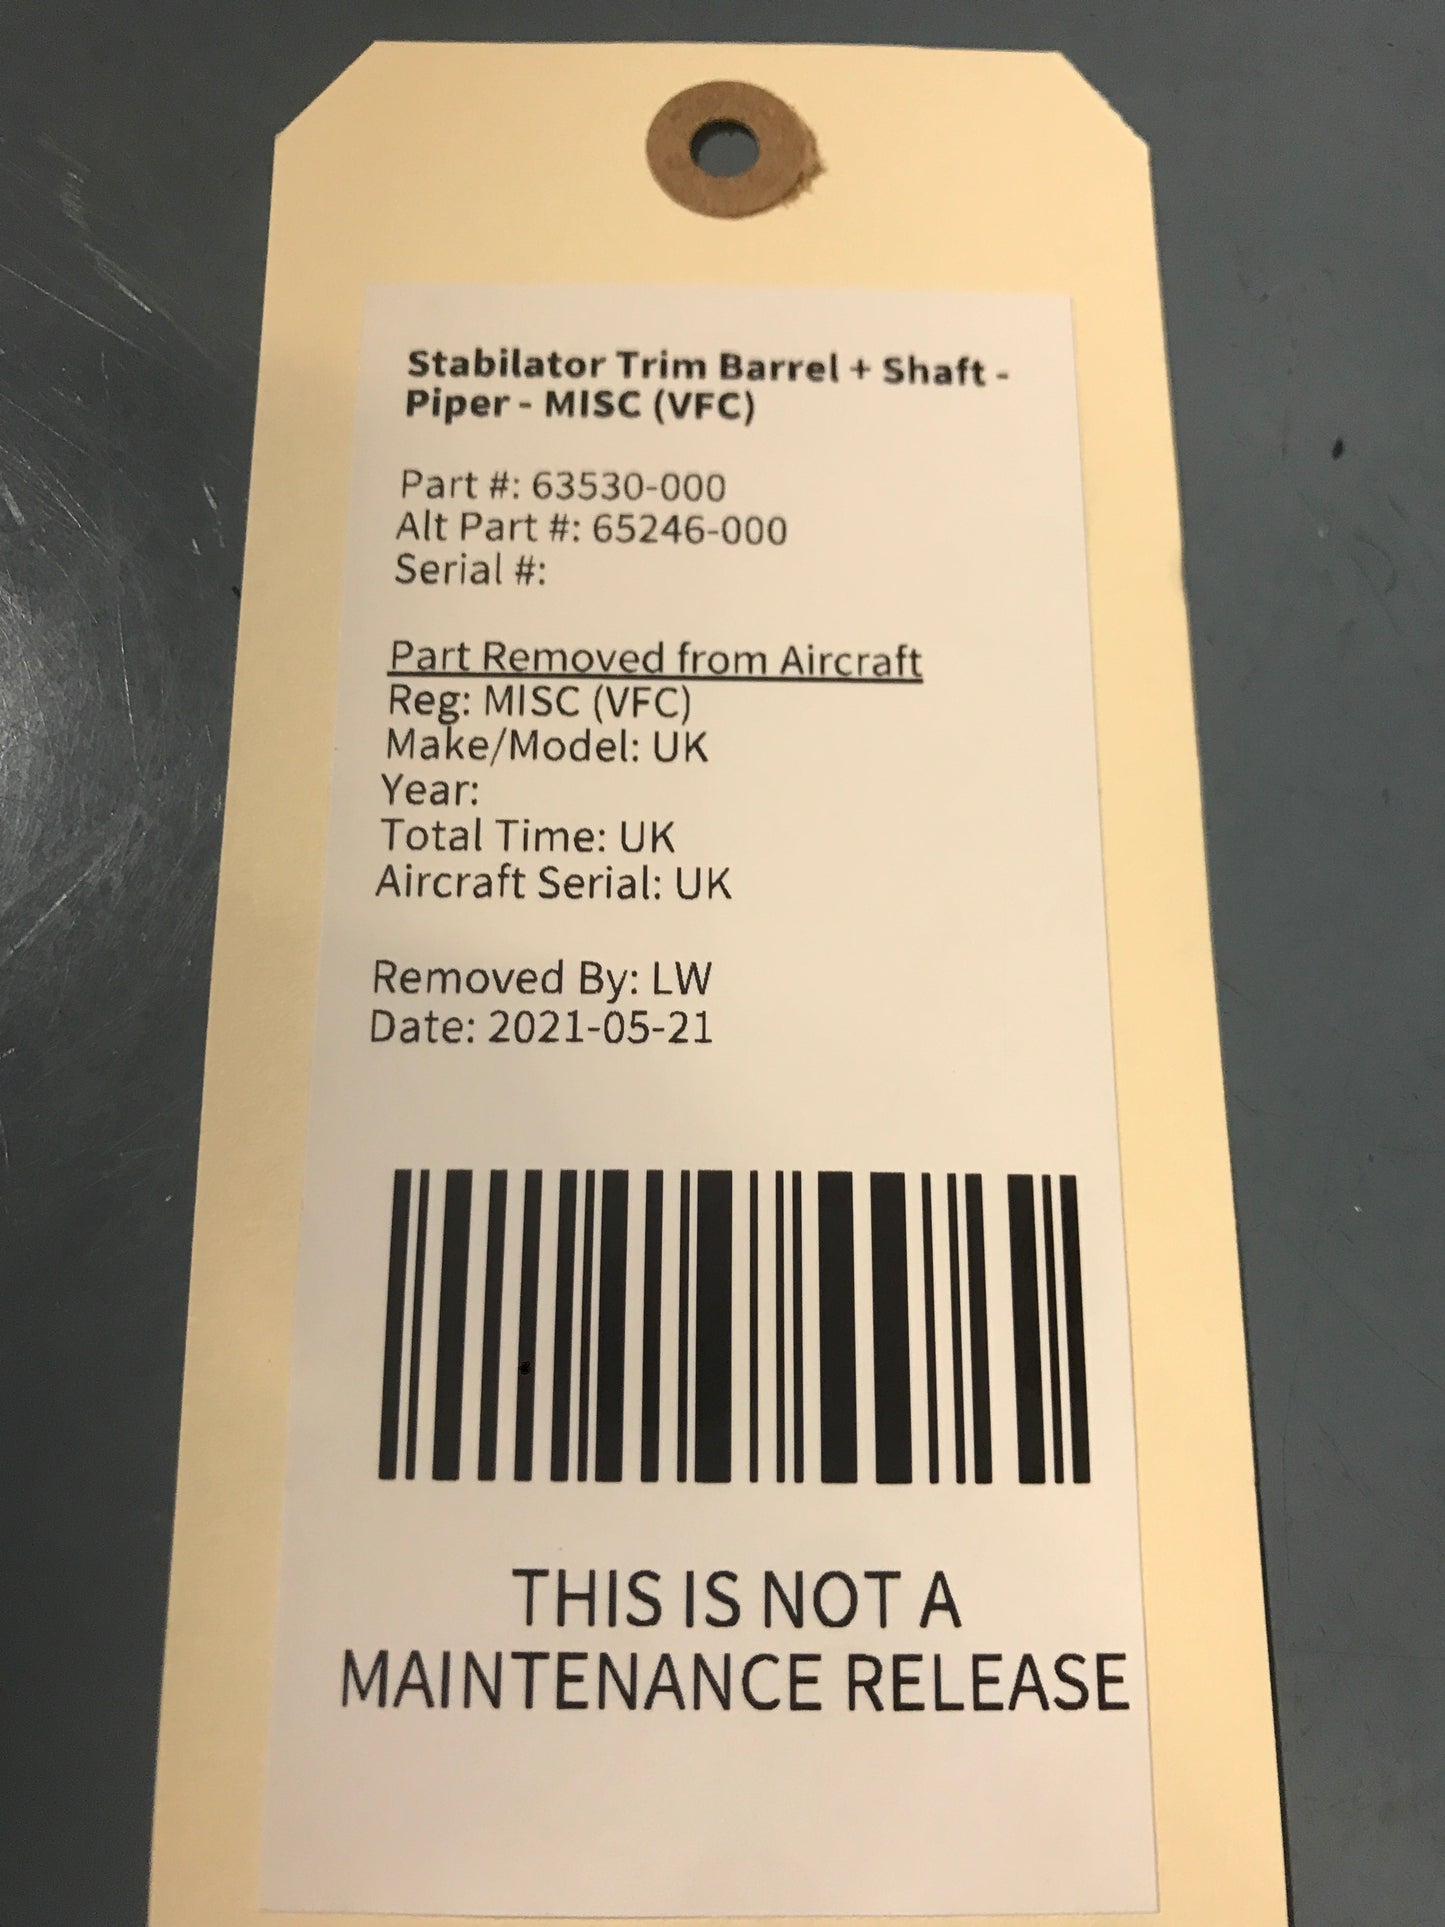 Stabilator Trim Barrel + Shaft -
Piper - MISC (VFC)
Part #: 63530-000
Alt Part #: 65246-000
Serial #:
Part Removed from Aircraft
Reg: MISC (VFC)
Make/Model: UK
Year:
Total Time: UK
Aircraft Serial: UK
Removed By: LW
Date: 2021-05-21
THIS IS NOT A
MAINTENANCE RELEASE